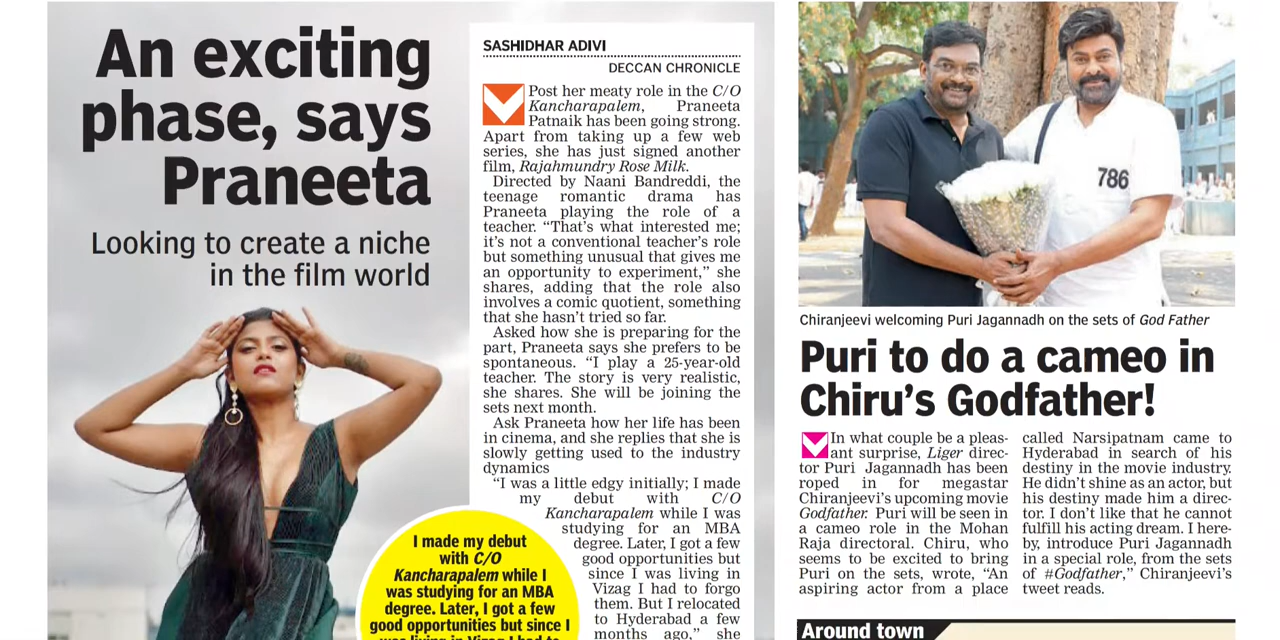 An exciting
phase, says
Praneeta
Looking to create a niche
in the film world
SASHIDHAR ADIVI
DECCAN CHRONICLE
Post her meaty role in the C/O
Kancharapalem, Praneeta
Patnaik has been going strong.
Apart from taking up a few web
series, she has just signed another
film, Rajahmundry Rose Milk.
Directed by Naani Bandreddi, the
teenage romantic drama has
Praneeta playing the role of a
teacher. “That’s what interested me;
it’s not a conventional teacher’s role
but something unusual that gives me
an opportunity to experiment,” she
shares, adding that the role also
involves a comic quotient, something
that she hasn’t tried so far.
Asked how she is preparing for the
part, Praneeta says she prefers to be
spontaneous. “I play a 25-year-old
teacher. The story is very realistic,
she shares. She will be joining the
sets next month.
Ask Praneeta how her life has been
in cinema, and she replies that she is
slowly getting used to the industry
dynamics
“I was a little edgy initially; I made
my debut with C/O
Kancharapalem while I was
studying for an MBA
degree. Later, I got a few
good opportunities but
since I was living in
Vizag I had to forgo
them. But I relocated
to Hyderabad a few
months ago,” she
I made my debut
with C/O
Kancharapalem while I
was studying for an MBA
degree. Later, I got a few
good opportunities but since I
was living in Vizag I had to
786
Chiranjeevi welcoming Puri Jagannadh on the sets of God Father
Puri to do a cameo in
Chiru’s Godfather!
In what couple be a pleas-
ant surprise, Liger direc-
tor Puri Jagannadh has been
roped in for megastar
Chiranjeevi’s upcoming movie
Godfather. Puri will be seen in
a cameo role in the Mohan
Raja directoral. Chiru, who
seems to be excited to bring
Puri on the sets, wrote, “An
aspiring actor from a place
called Narsipatnam came to
Hyderabad in search of his
destiny in the movie industry.
He didn’t shine as an actor, but
his destiny made him a direc-
tor. I don’t like that he cannot
fulfill his acting dream. I here-
by, introduce Puri Jagannadh
in a special role, from the sets
of #Godfather,” Chiranjeevi’s
tweet reads.
Around town